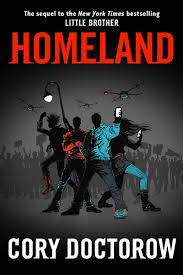 The sequel to the New York Times bestselling
LITTLE BROTHER
HOMELAND
CORY DOCTOROW